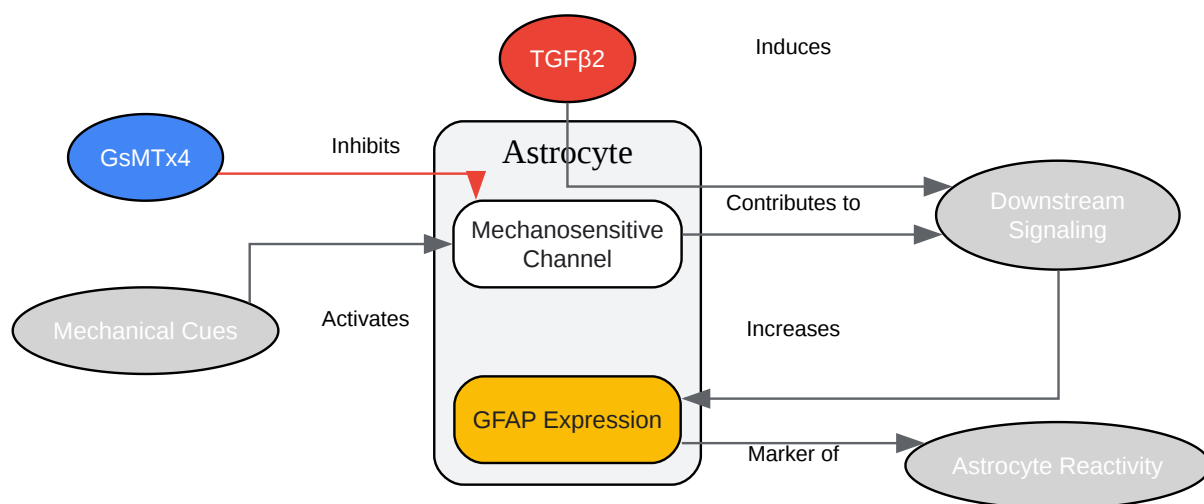 TGFβ2
Induces
GsMTx4
Inhibits
Astrocyte
Mechanosensitive
Channel
Contributes to
Downstream
Signaling
Mechanical Cues
Activates
Increases
GFAP Expression
Marker of
Astrocyte Reactivity